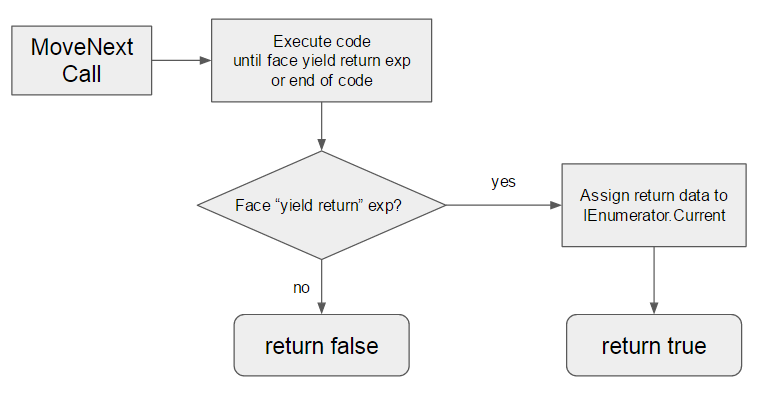 MoveNext
Call
Execute code
until face yield return exp
or end of code
Face “yield return” exp?
yes
Assign return data to
IEnumerator.Current
no
return false
return true